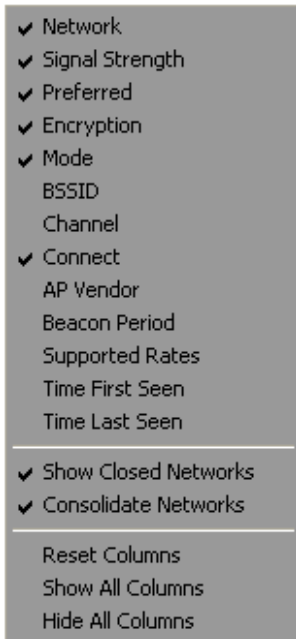 Network
Signal Strength
Preferred
Encryption
Mode
BSSID
Channel
Connect
AP Vendor
Beacon Period
Supported Rates
Time First Seen
Time Last Seen
Show Closed Networks
Consolidate Networks
Reset Columns
Show All Columns
Hide All Columns